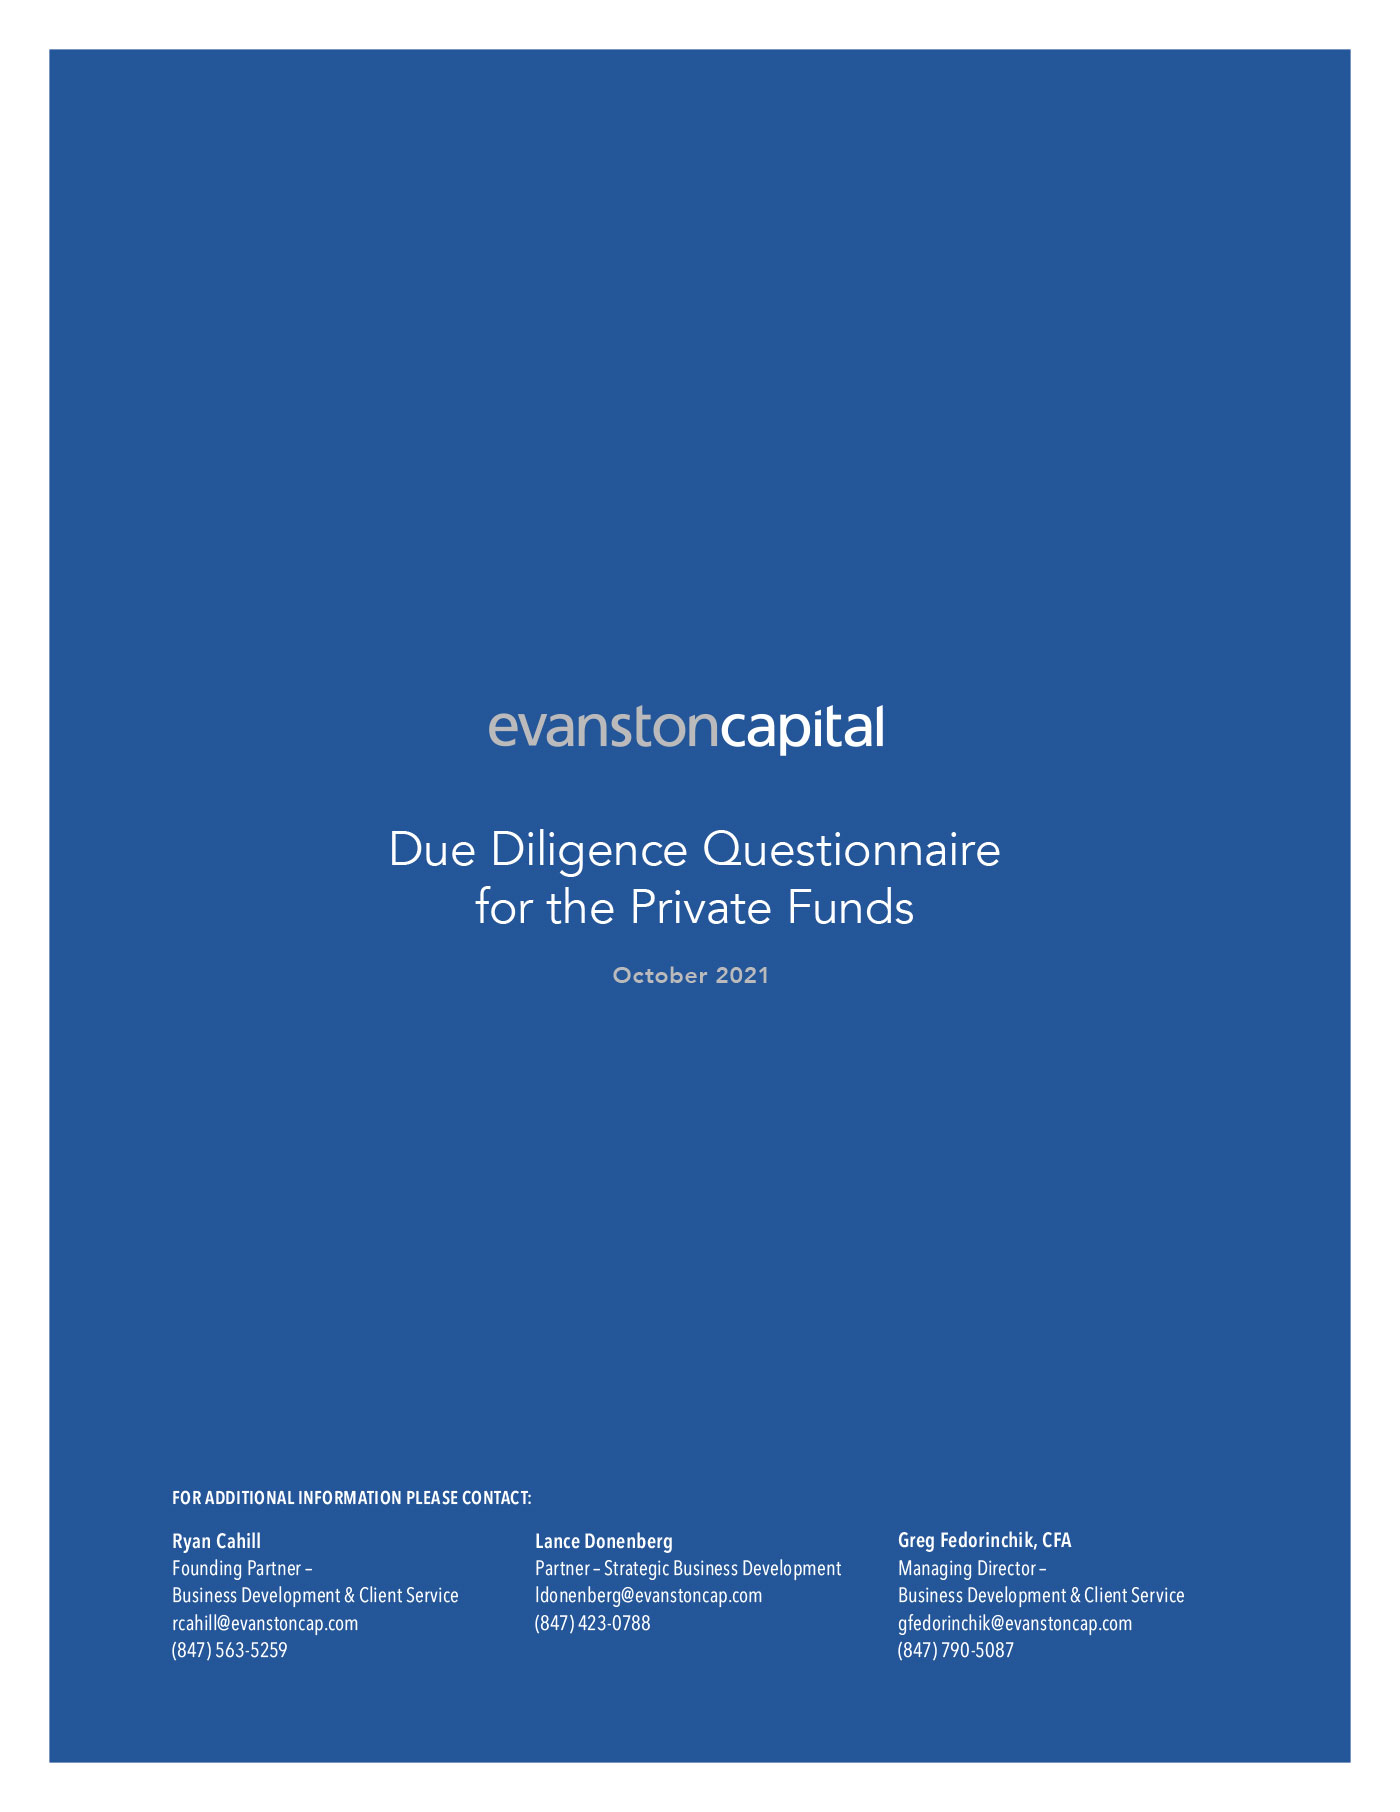 evanstoncapital
Due Diligence Questionnaire
for the Private Funds
October 2021
FOR ADDITIONAL INFORMATION PLEASE CONTACT:
Ryan Cahill
Founding Partner –
Business Development & Client Service
rcahill@evanstoncap.com
(847) 563-5259
Lance Donenberg
Partner – Strategic Business Development
ldonenberg@evanstoncap.com
(847) 423-0788
Greg Fedorinchik, CFA
Managing Director –
Business Development & Client Service
gfedorinchik@evanstoncap.com
(847) 790-5087